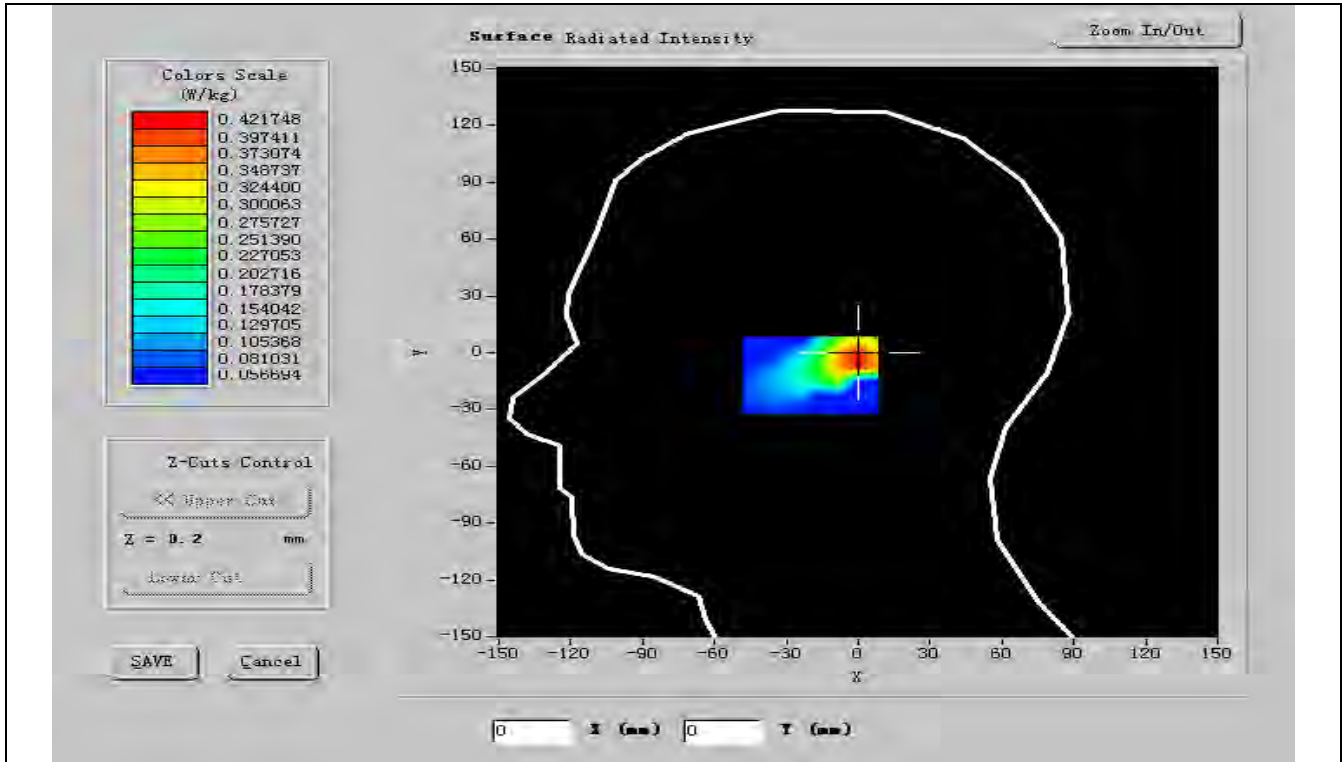 Surface Radiated Intensity
Zoom In/Out
Colors Scale
(W/kg)
0.421748
0.397411
0.373074
0.348737
0.324400
0.300063
0.275727
0.251390
0.227053
0.202716
0.178379
0.154042
0.129705
0.105368
0.081031
0.056694
Z-Cuts Control
<< Upper Cut
Z = 0.2 mm
Lower Cut
SAVE Cancel
150
120
90
60
30
0
-30
-60
-90
-120
-150
Y
-150 -120 -90 -60 -30 0 30 60 90 120 150
X
0 X (mm) 0 Y (mm)